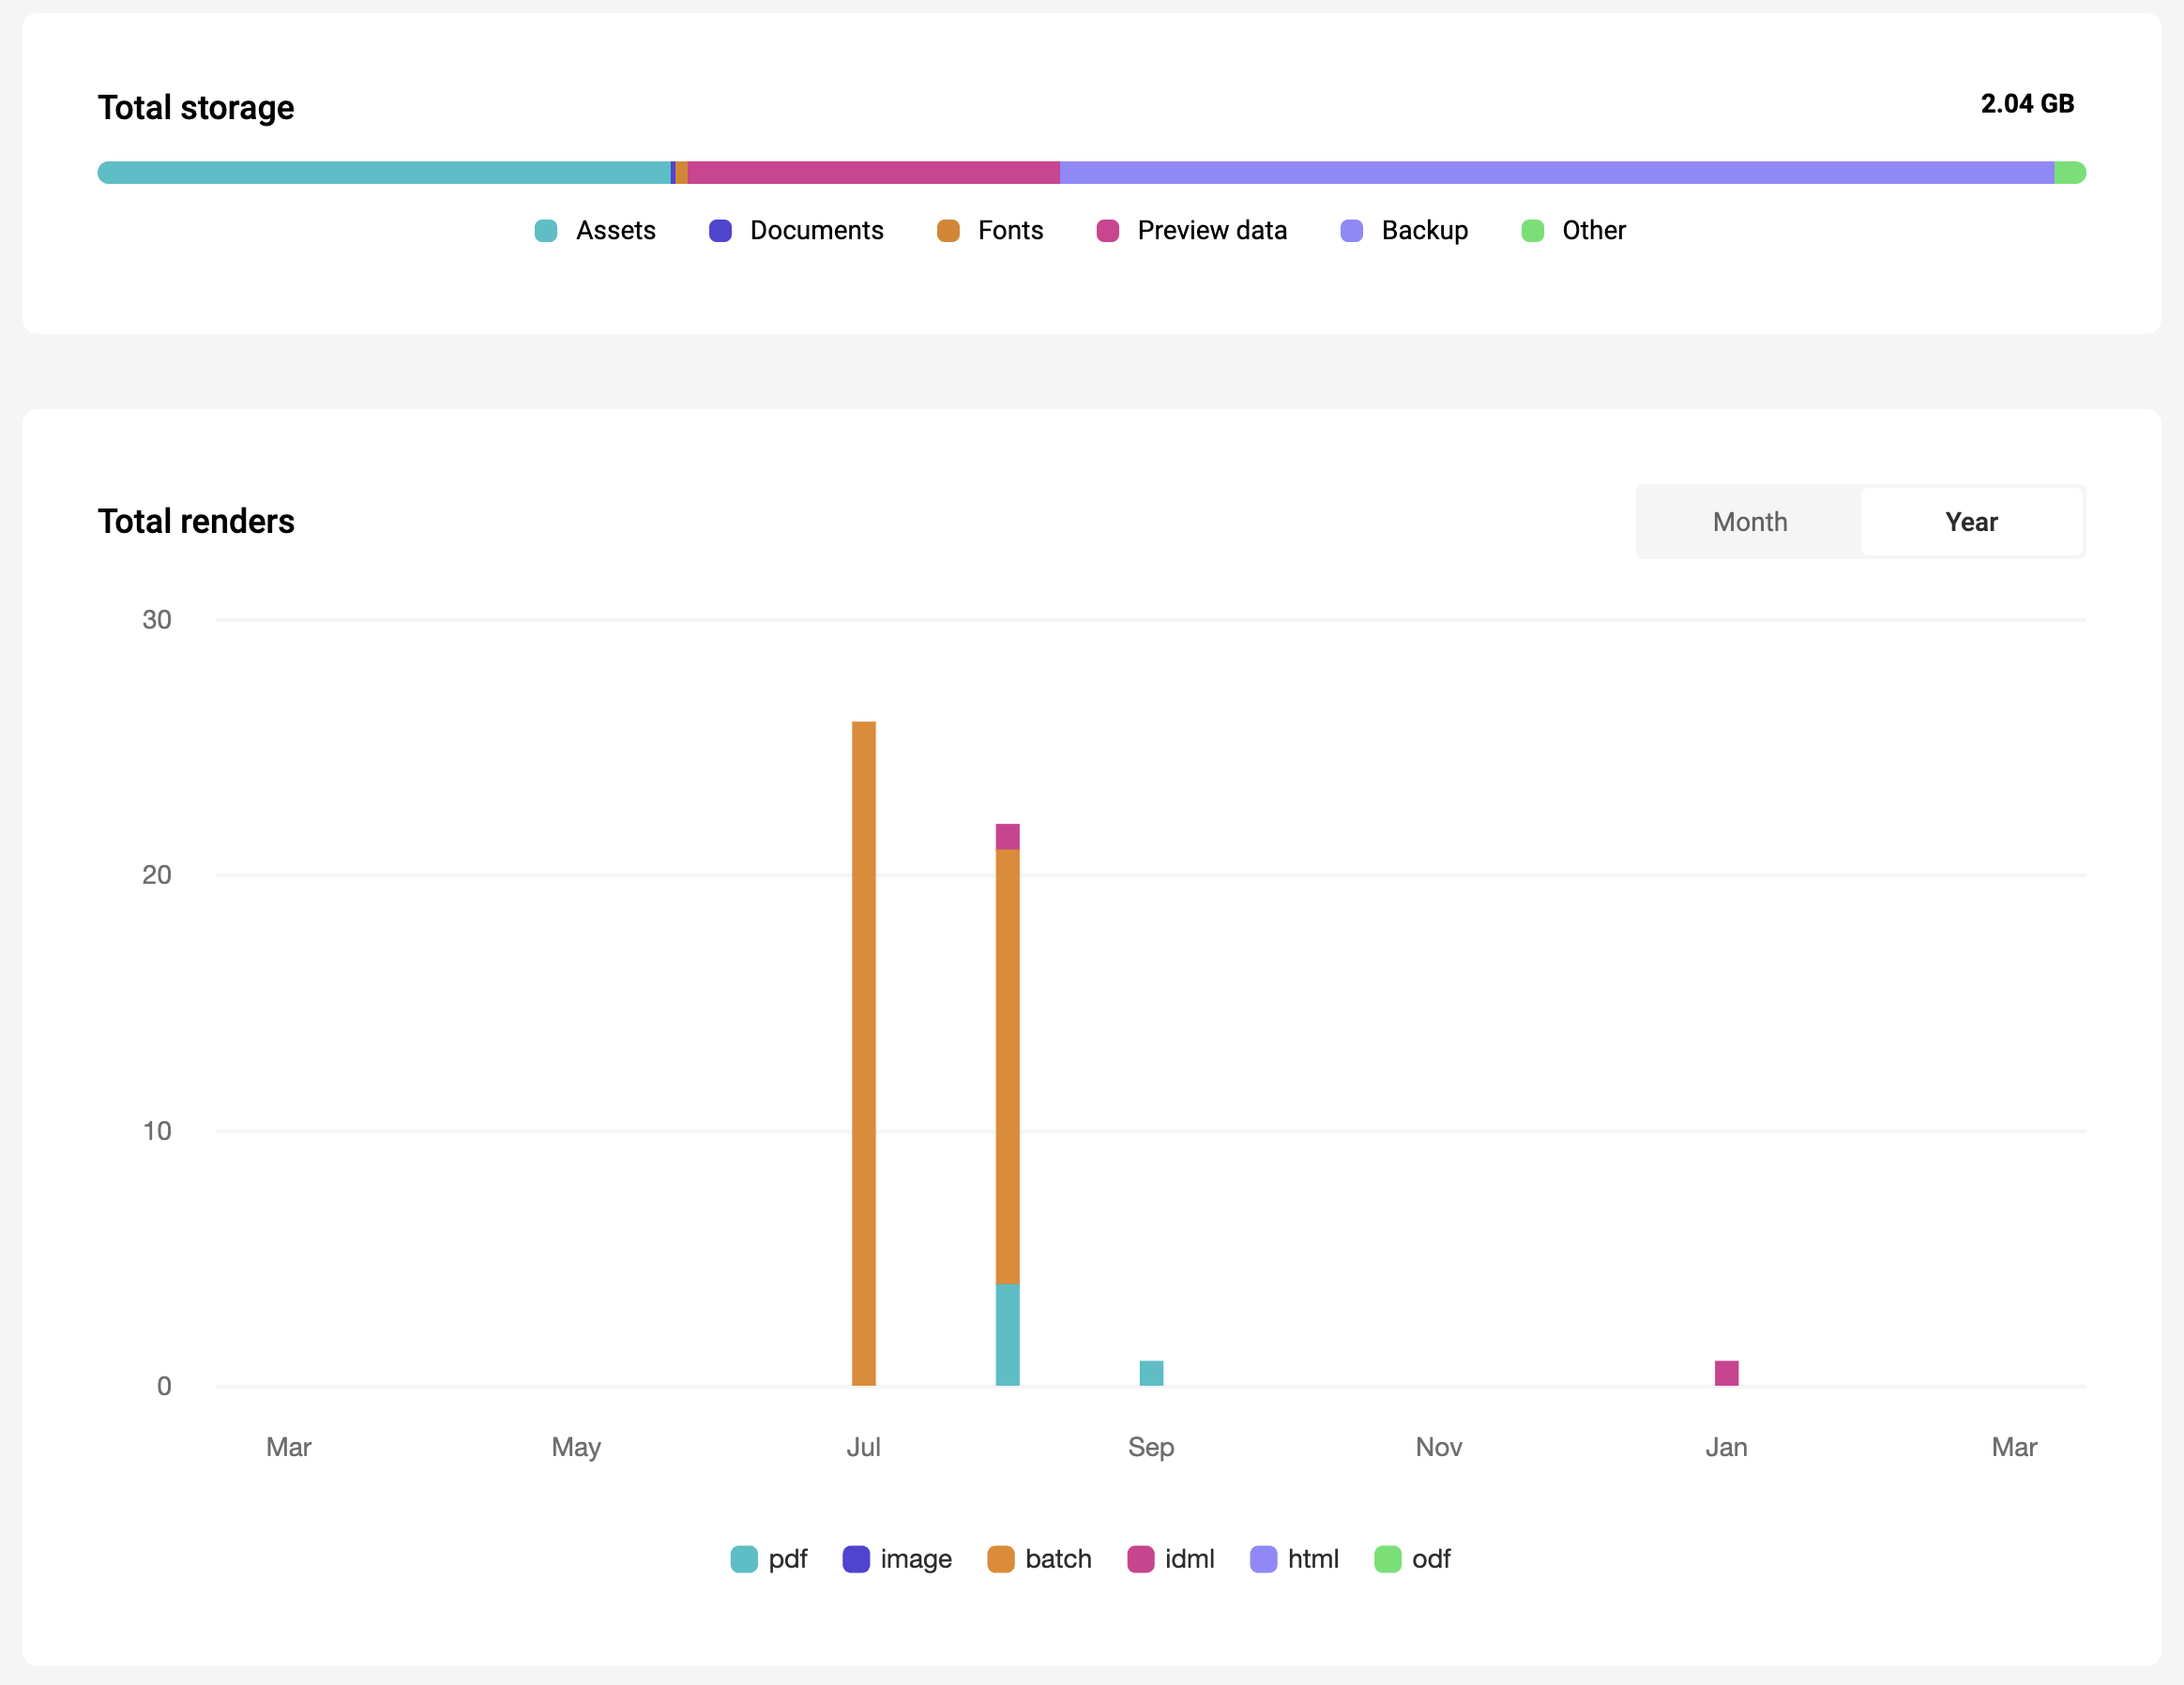 Total storage 2.04 GB
Assets Documents Fonts Preview data Backup Other
Total renders Month Year
30
20
10
0
Mar May Jul Sep Nov Jan Mar
pdf image batch idml html odf